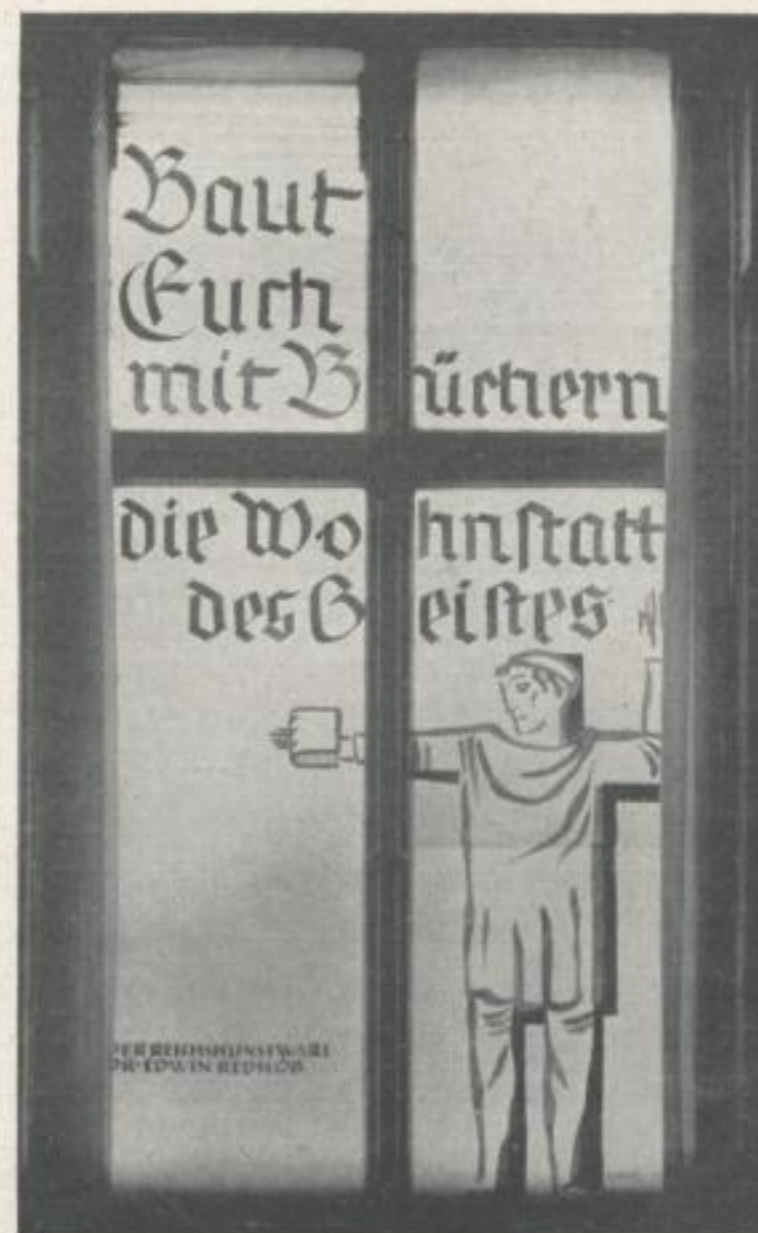 Baut
Euch
mit Büchern
die Wohnstatt
des Geistes
DER REICHSKUNSTWART
DR. EDWIN REDSLOB